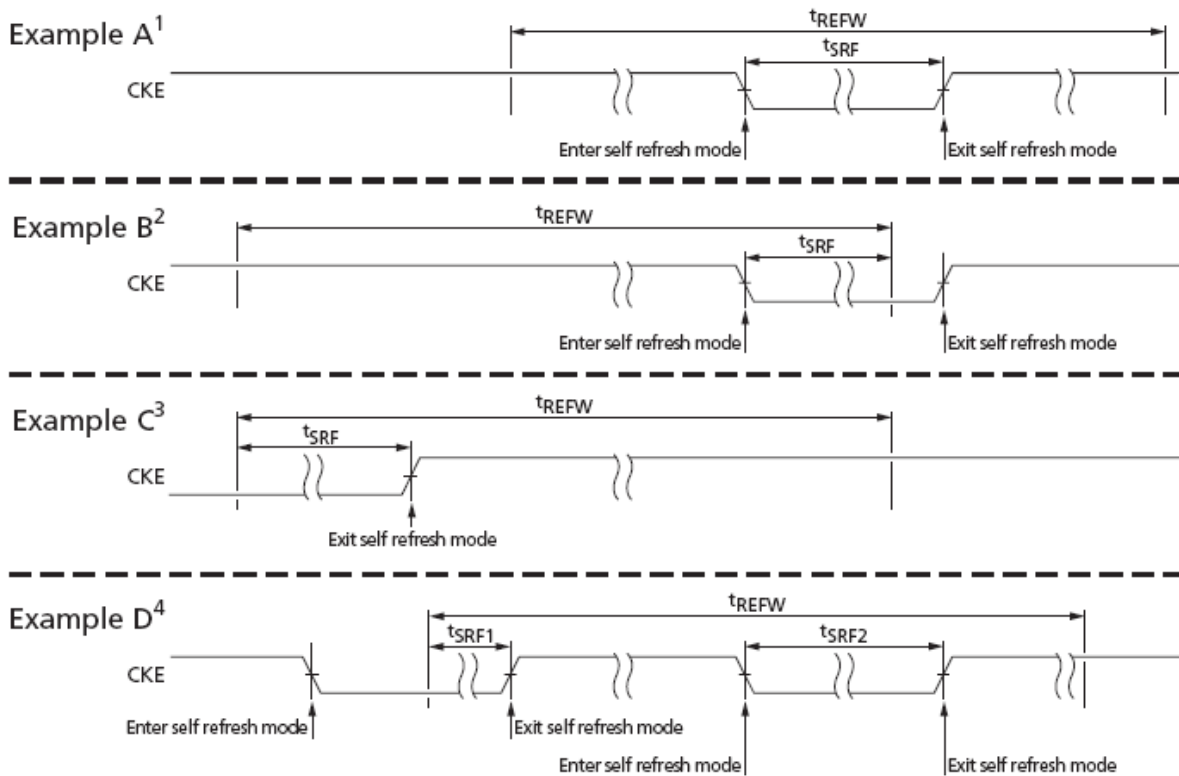 Example A¹
tREFW
tSRF
CKE
Enter self refresh mode
Exit self refresh mode
Example B²
tREFW
tSRF
CKE
Enter self refresh mode
Exit self refresh mode
Example C³
tREFW
tSRF
CKE
Exit self refresh mode
Example D⁴
tREFW
tSRF1
tSRF2
CKE
Enter self refresh mode
Exit self refresh mode
Enter self refresh mode
Exit self refresh mode